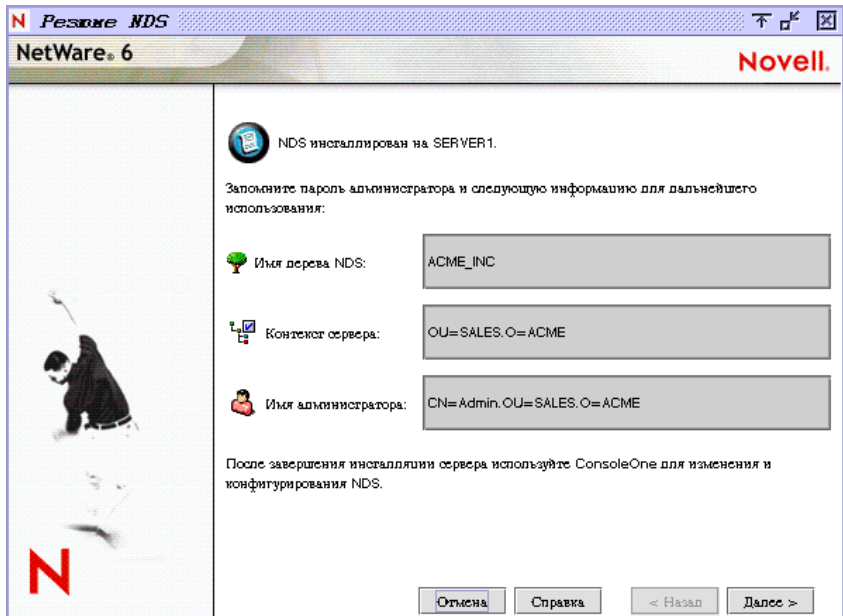 N Резюме NDS
NetWare® 6
Novell.
NDS инсталлирован на SERVER1.
Запомните пароль администратора и следующую информацию для дальнейшего
использования:
Имя дерева NDS:
ACME_INC
Контекст сервера:
OU=SALES.O=ACME
Имя администратора:
CN=Admin.OU=SALES.O=ACME
После завершения инсталляции сервера используйте ConsoleOne для изменения и
конфигурирования NDS.
N
Отмена Справка < Назад Далее >